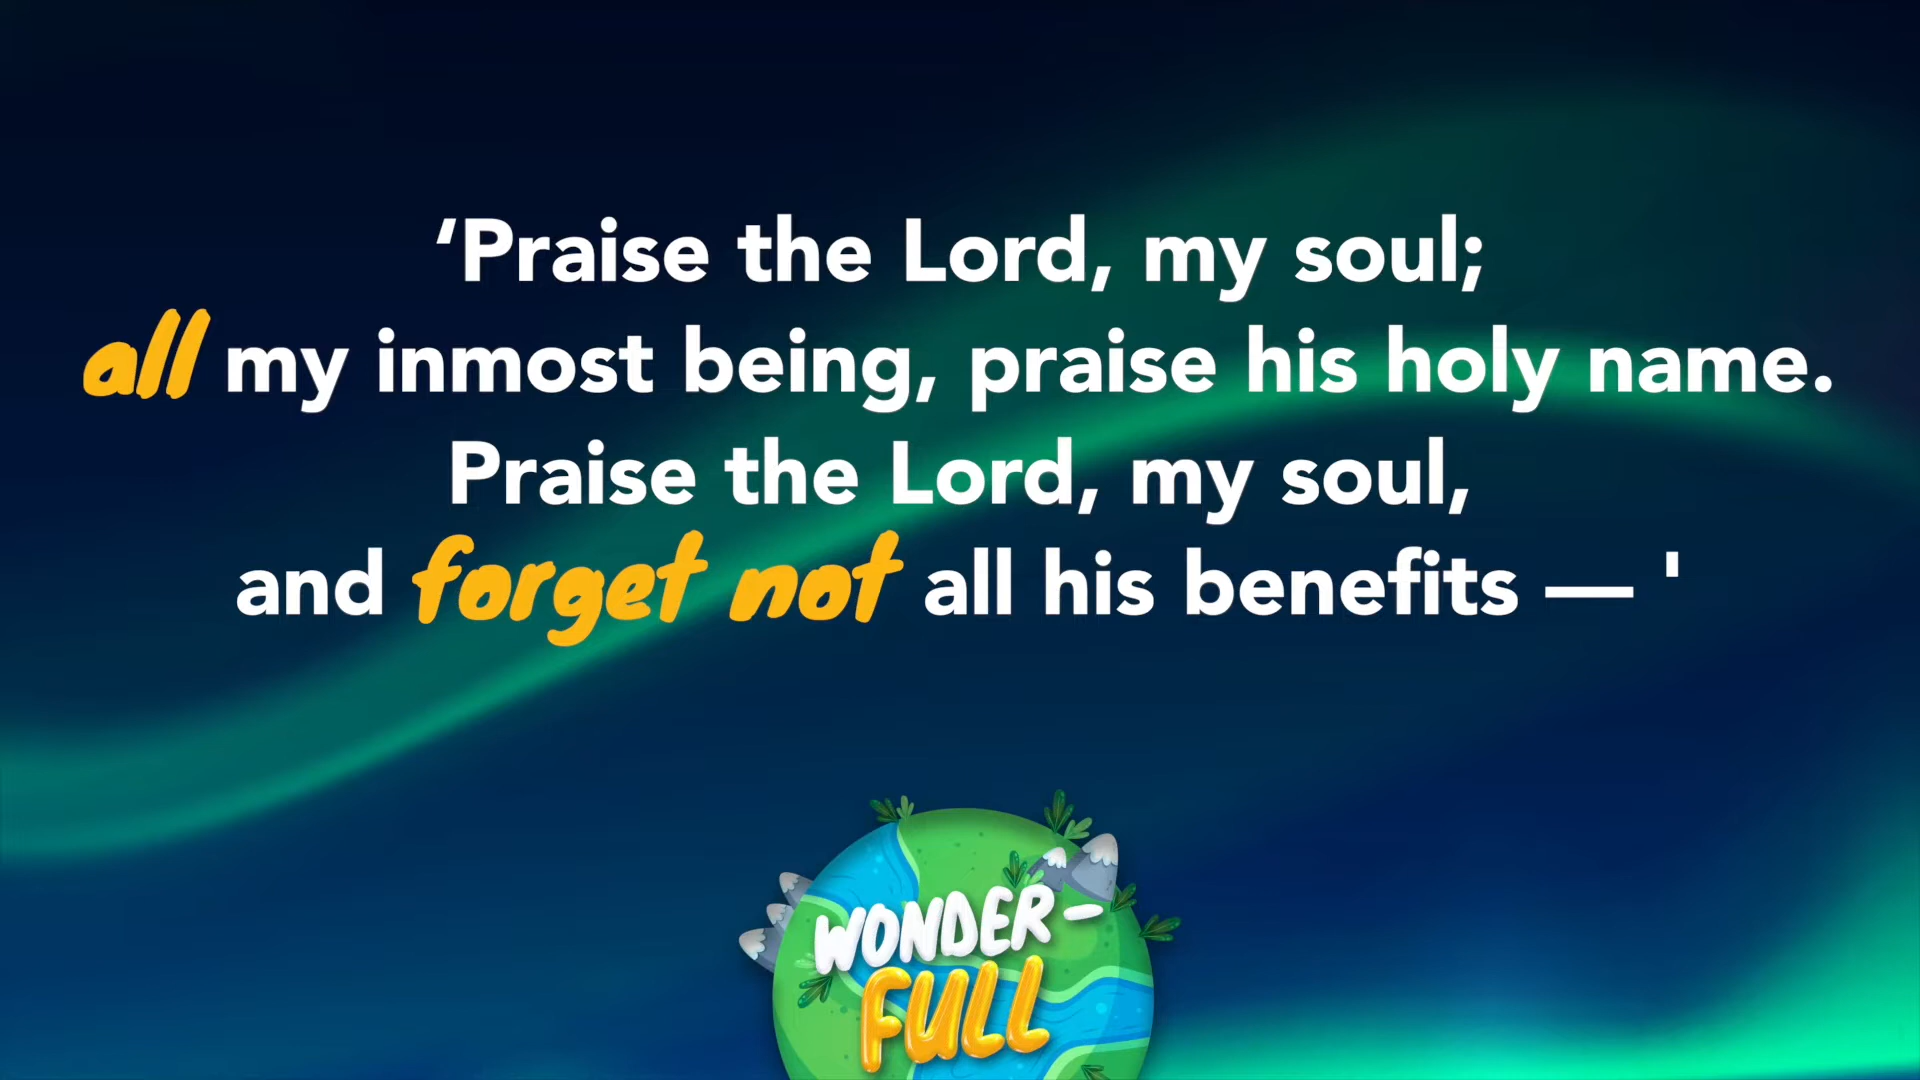 ‘Praise the Lord, my soul;
all my inmost being, praise his holy name.
Praise the Lord, my soul,
and forget not all his benefits — '
WONDER-
FULL